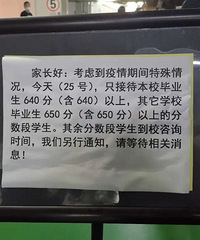 家长好：考虑到疫情期间特殊情
况，今天（25号），只接待本校毕业
生640分（含640）以上，其它学校
毕业生650分（含650分）以上的分
数段学生。其余分数段学生到校咨询
时间，我们另行通知，请等待相关消
息！